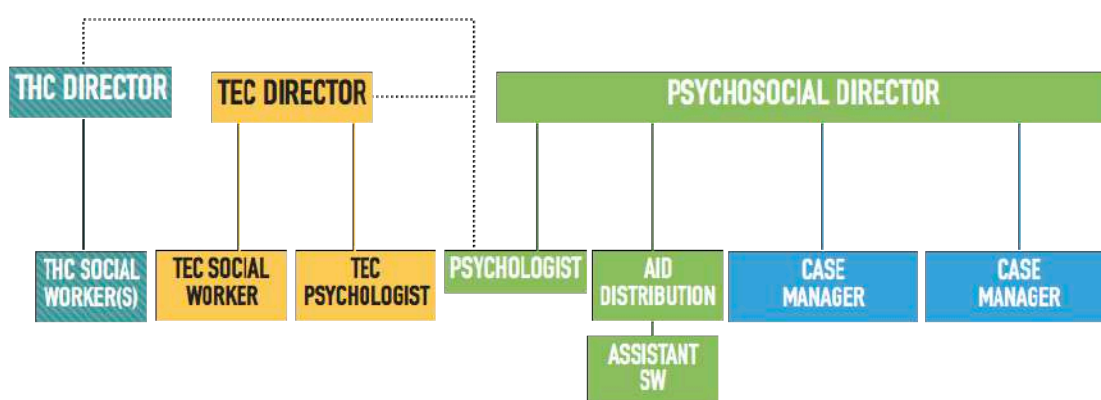 THC DIRECTOR
TEC DIRECTOR
PSYCHOSOCIAL DIRECTOR
THC SOCIAL
WORKER(S)
TEC SOCIAL
WORKER
TEC
PSYCHOLOGIST
PSYCHOLOGIST
AID
DISTRIBUTION
CASE
MANAGER
CASE
MANAGER
ASSISTANT
SW